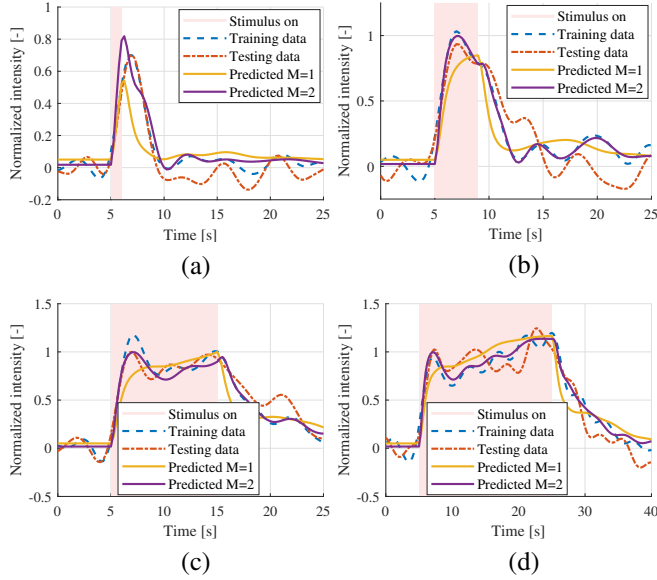 1
0.8
0.6
0.4
0.2
0
-0.2
Normalized intensity [-]
Stimulus on
Training data
Testing data
Predicted M=1
Predicted M=2
0 5 10 15 20 25
Time [s]
(a)
1
0.5
0
Normalized intensity [-]
Stimulus on
Training data
Testing data
Predicted M=1
Predicted M=2
0 5 10 15 20 25
Time [s]
(b)
1.5
1
0.5
0
-0.5
Normalized intensity [-]
Stimulus on
Training data
Testing data
Predicted M=1
Predicted M=2
0 5 10 15 20 25
Time [s]
(c)
1.5
1
0.5
0
-0.5
Normalized intensity [-]
Stimulus on
Training data
Testing data
Predicted M=1
Predicted M=2
0 10 20 30 40
Time [s]
(d)